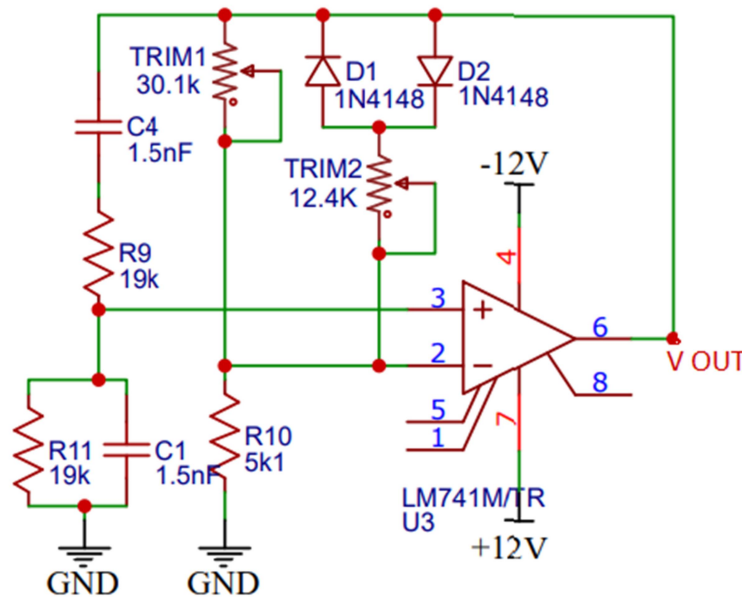 TRIM1
30.1k
D1
1N4148
D2
1N4148
C4
1.5nF
TRIM2
12.4K
-12V
4
R9
19k
3
+
6
2
-
V OUT
8
5
7
1
R11
19k
C1
1.5nF
R10
5k1
LM741M/TR
U3
+12V
GND
GND